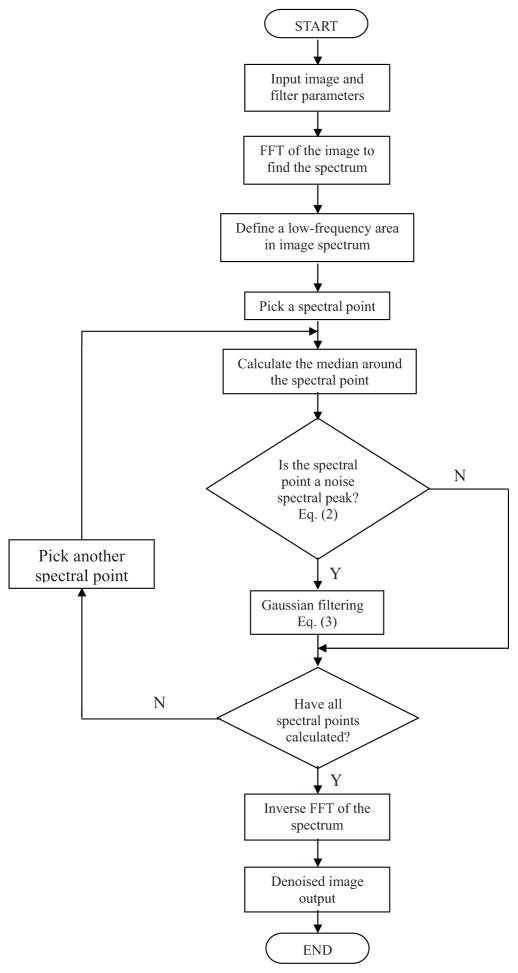 START
Input image and
filter parameters
FFT of the image to
find the spectrum
Define a low-frequency area
in image spectrum
Pick a spectral point
Calculate the median around
the spectral point
Is the spectral
point a noise
spectral peak?
Eq. (2)
N
Y
Pick another
spectral point
Gaussian filtering
Eq. (3)
N
Have all
spectral points
calculated?
Y
Inverse FFT of the
spectrum
Denoised image
output
END